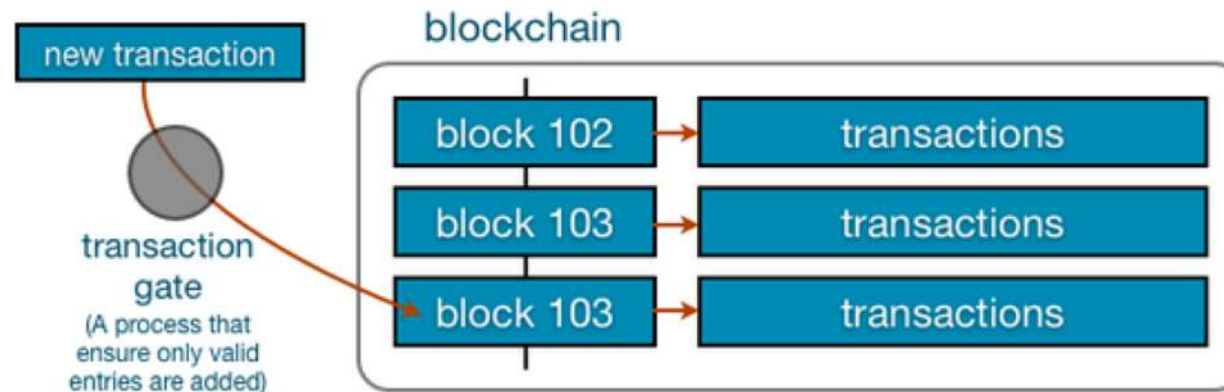 blockchain
new transaction
block 102
transactions
block 103
transactions
block 103
transactions
transaction
gate
(A process that
ensure only valid
entries are added)